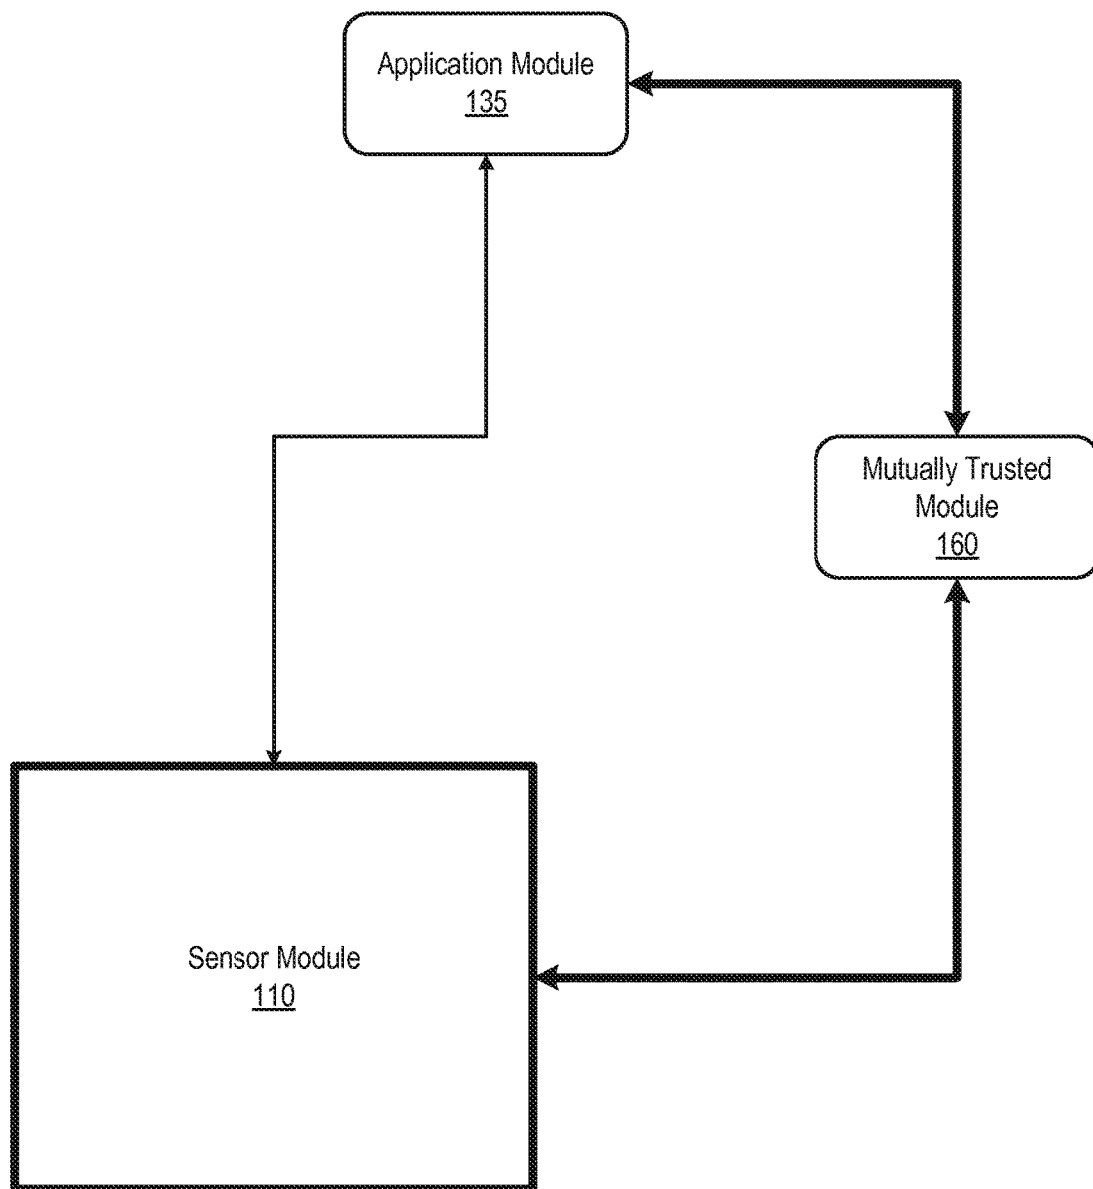 Application Module
135
Mutually Trusted
Module
160
Sensor Module
110